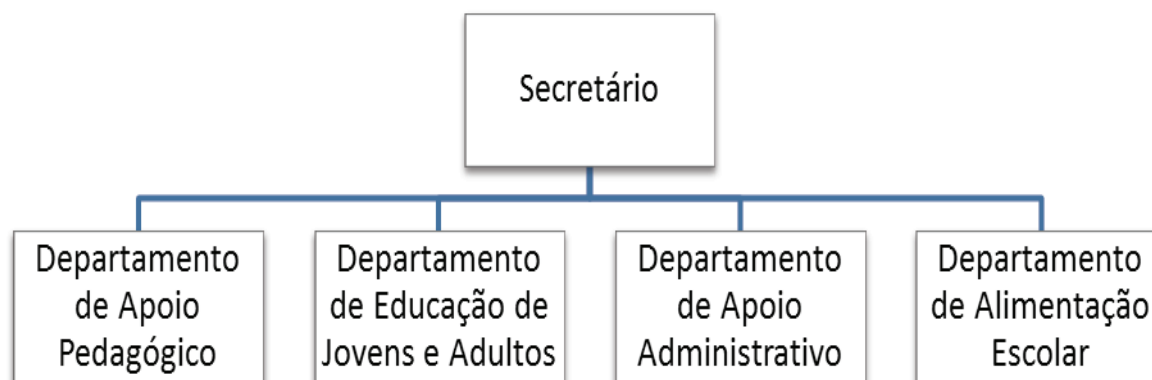 Secretário
Departamento
de Apoio
Pedagógico
Departamento
de Educação de
Jovens e Adultos
Departamento
de Apoio
Administrativo
Departamento
de Alimentação
Escolar